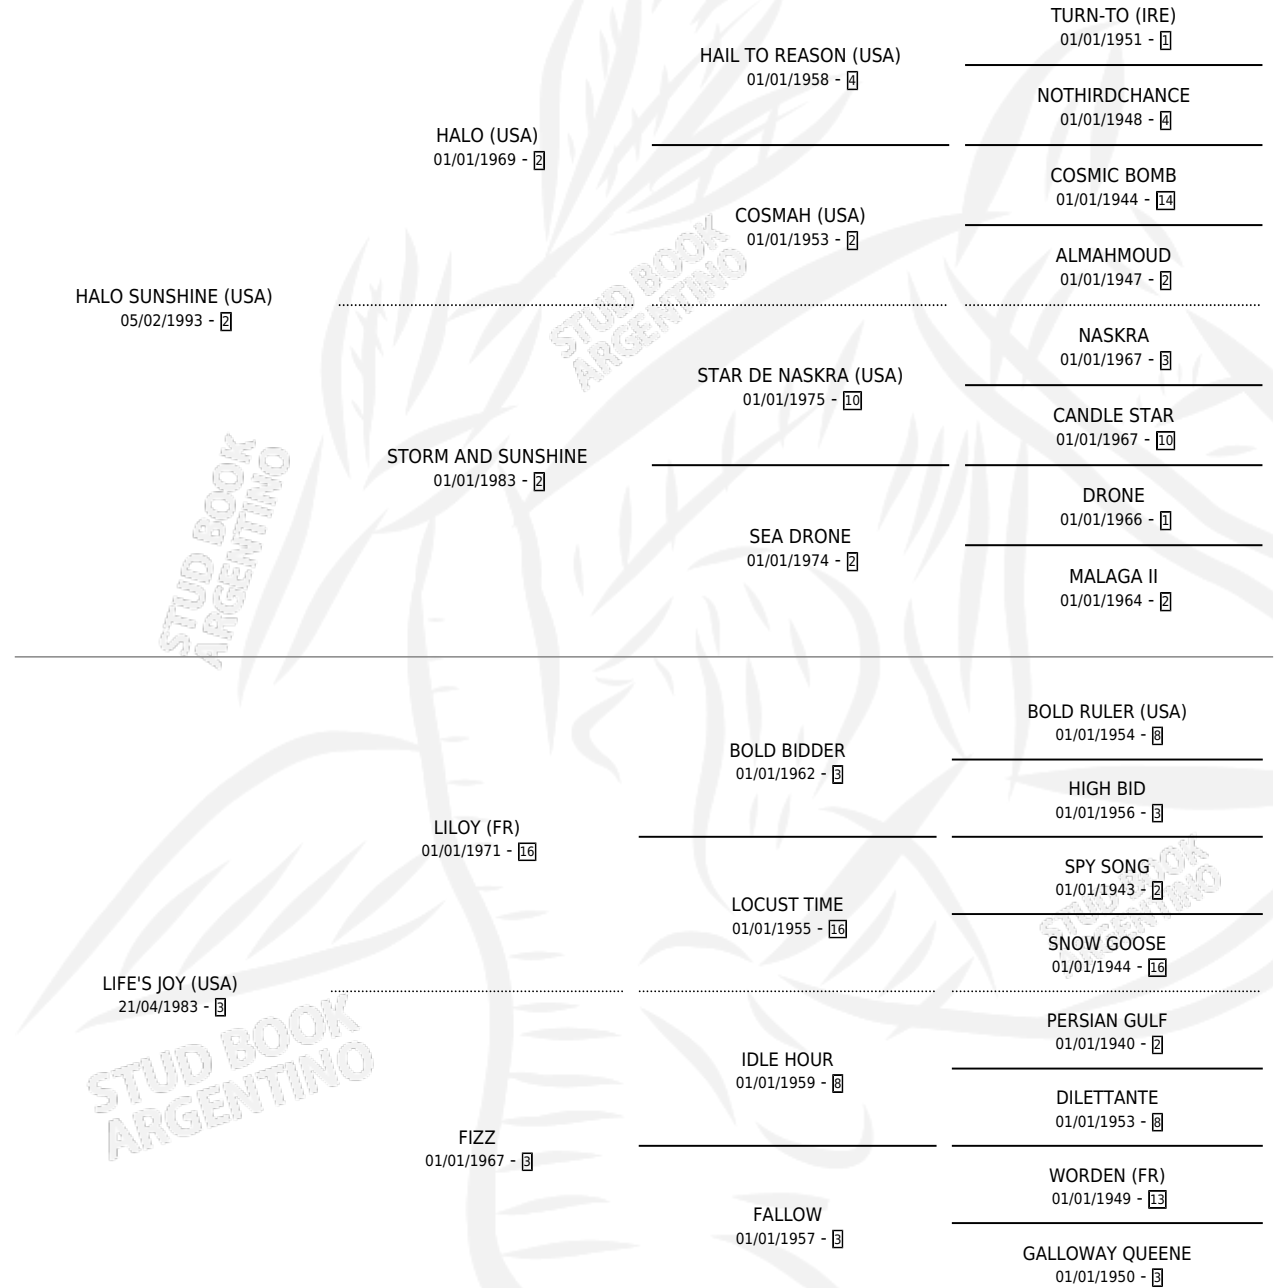 TURN-TO (IRE)
01/01/1951 - 1
HAIL TO REASON (USA)
01/01/1958 - 4
NOTHIRDCHANCE
01/01/1948 - 4
HALO (USA)
01/01/1969 - 2
COSMIC BOMB
01/01/1944 - 14
COSMAH (USA)
01/01/1953 - 2
ALMAHMOUD
01/01/1947 - 2
HALO SUNSHINE (USA)
05/02/1993 - 2
NASKRA
01/01/1967 - 3
STAR DE NASKRA (USA)
01/01/1975 - 10
CANDLE STAR
01/01/1967 - 10
STORM AND SUNSHINE
01/01/1983 - 2
DRONE
01/01/1966 - 1
SEA DRONE
01/01/1974 - 2
MALAGA II
01/01/1964 - 2
BOLD RULER (USA)
01/01/1954 - 8
BOLD BIDDER
01/01/1962 - 3
HIGH BID
01/01/1956 - 3
LILOY (FR)
01/01/1971 - 16
SPY SONG
01/01/1943 - 2
LOCUST TIME
01/01/1955 - 16
SNOW GOOSE
01/01/1944 - 16
LIFE'S JOY (USA)
21/04/1983 - 3
PERSIAN GULF
01/01/1940 - 2
IDLE HOUR
01/01/1959 - 8
DILETTANTE
01/01/1953 - 8
FIZZ
01/01/1967 - 3
WORDEN (FR)
01/01/1949 - 13
FALLOW
01/01/1957 - 3
GALLOWAY QUEENE
01/01/1950 - 3
STUD BOOK
ARGENTINO
STUD BOOK
ARGENTINO
STUD BOOK
ARGENTINO
STUD BOOK
ARGENTINO